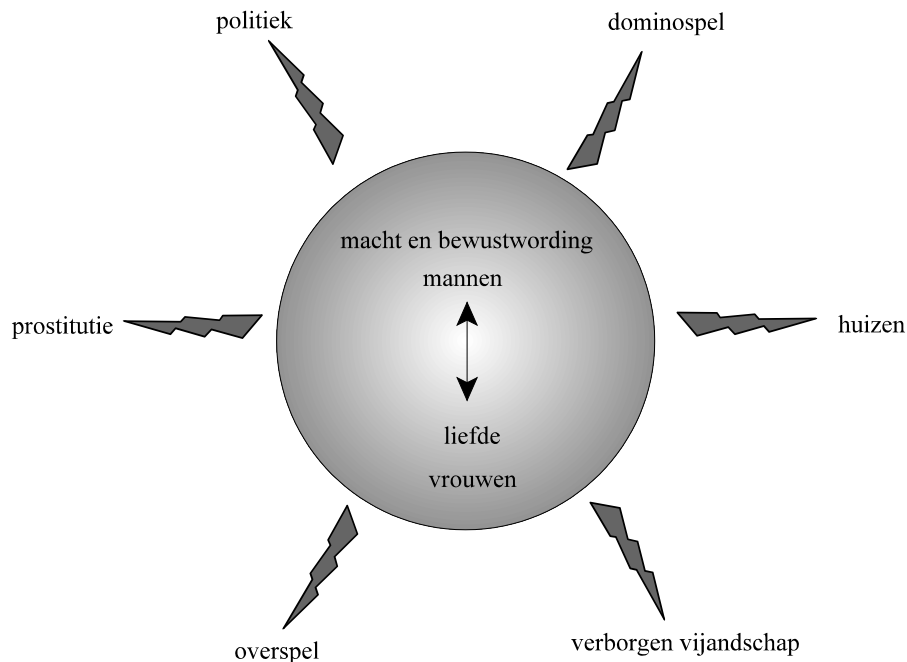 politiek
dominospel
macht en bewustwording
mannen
prostitutie
huizen
liefde
vrouwen
overspel
verborgen vijandschap